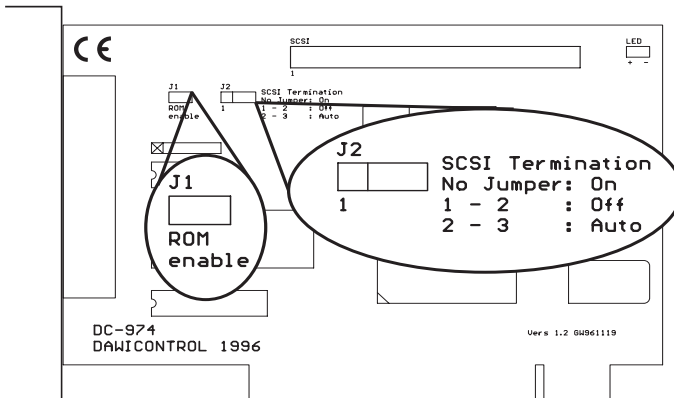 CE
SCSI
1
LED
+ -
J1
ROM
enable
J2
1
SCSI Termination
No Jumper: On
1 - 2 : Off
2 - 3 : Auto
J1
ROM
enable
J2
1
SCSI Termination
No Jumper: On
1 - 2 : Off
2 - 3 : Auto
DC-974
DAWICONTROL 1996
Vers 1.2 GW961119